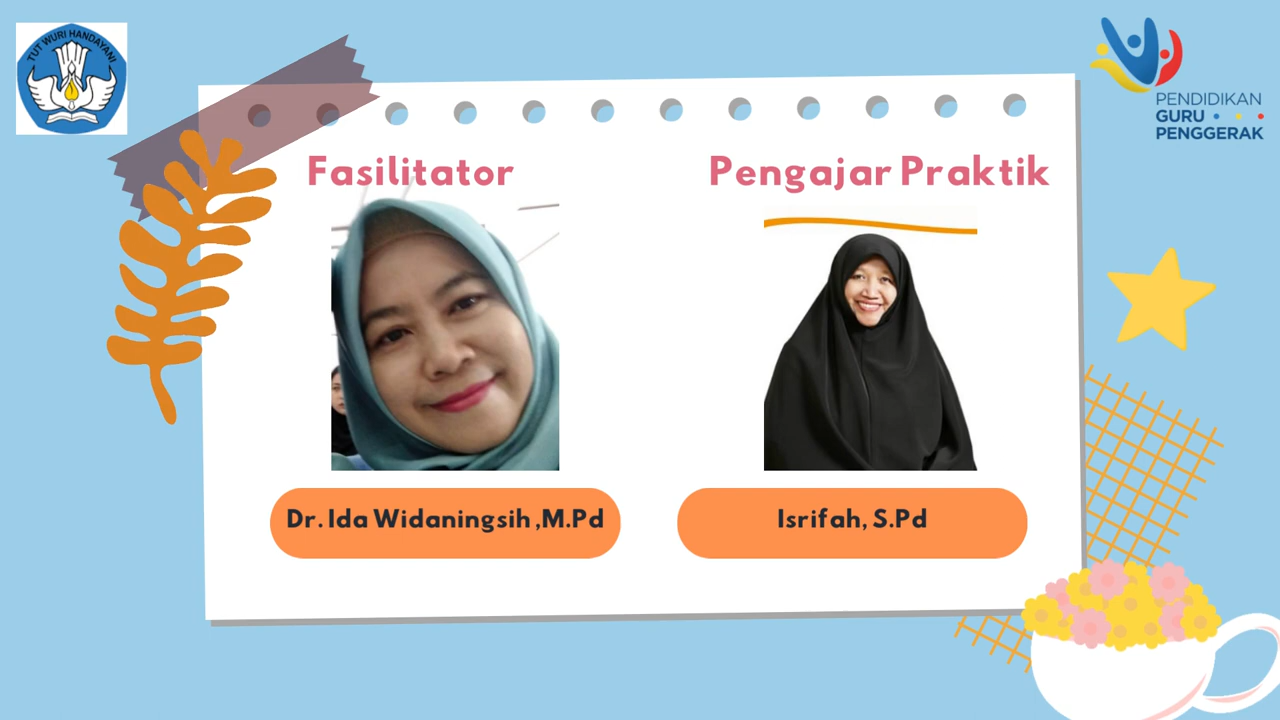 TUT WURI HANDAYANI
PENDIDIKAN
GURU
PENGGERAK
Fasilitator
Pengajar Praktik
Dr. Ida Widaningsih ,M.Pd
Isrifah, S.Pd